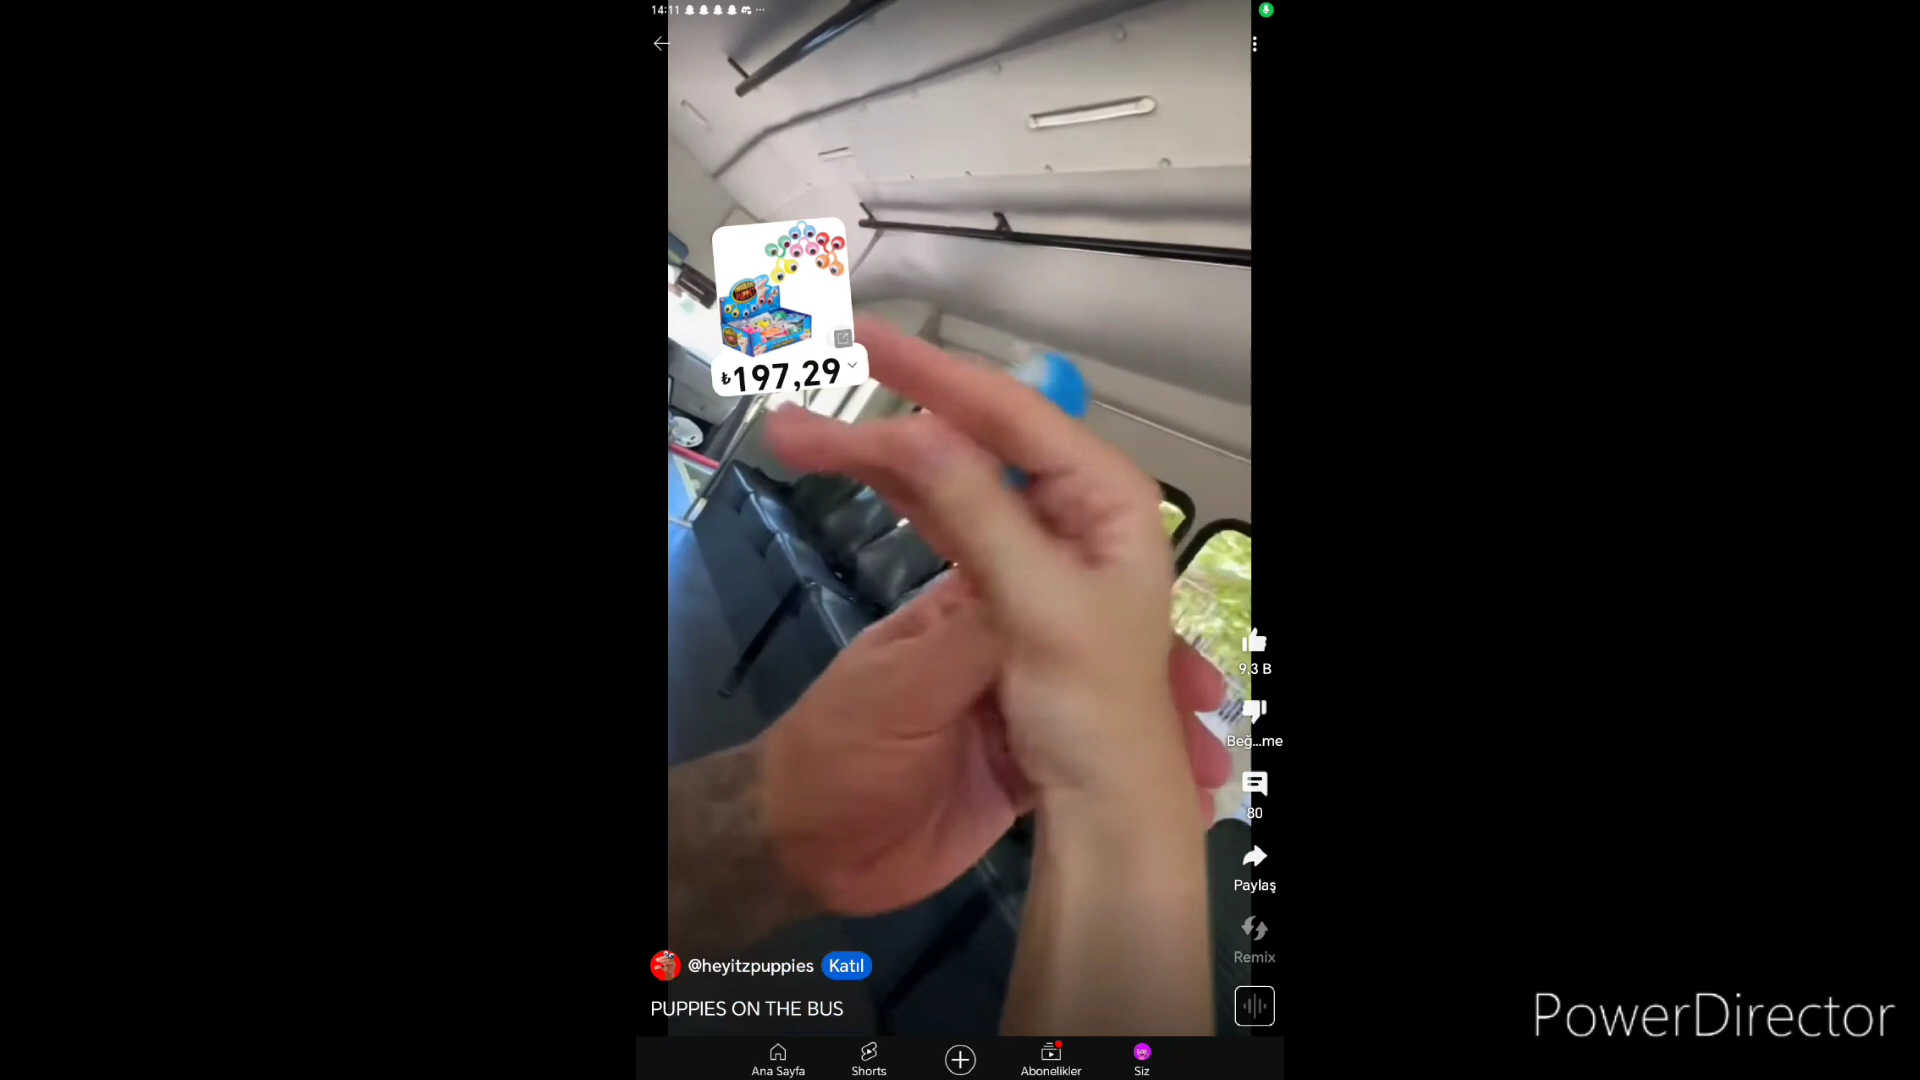 14:11
₺197,29
9,3 B
Beğ...me
80
Paylaş
Remix
@heyitzpuppies Katıl
PUPPIES ON THE BUS
Ana Sayfa Shorts Abonelikler Siz
PowerDirector